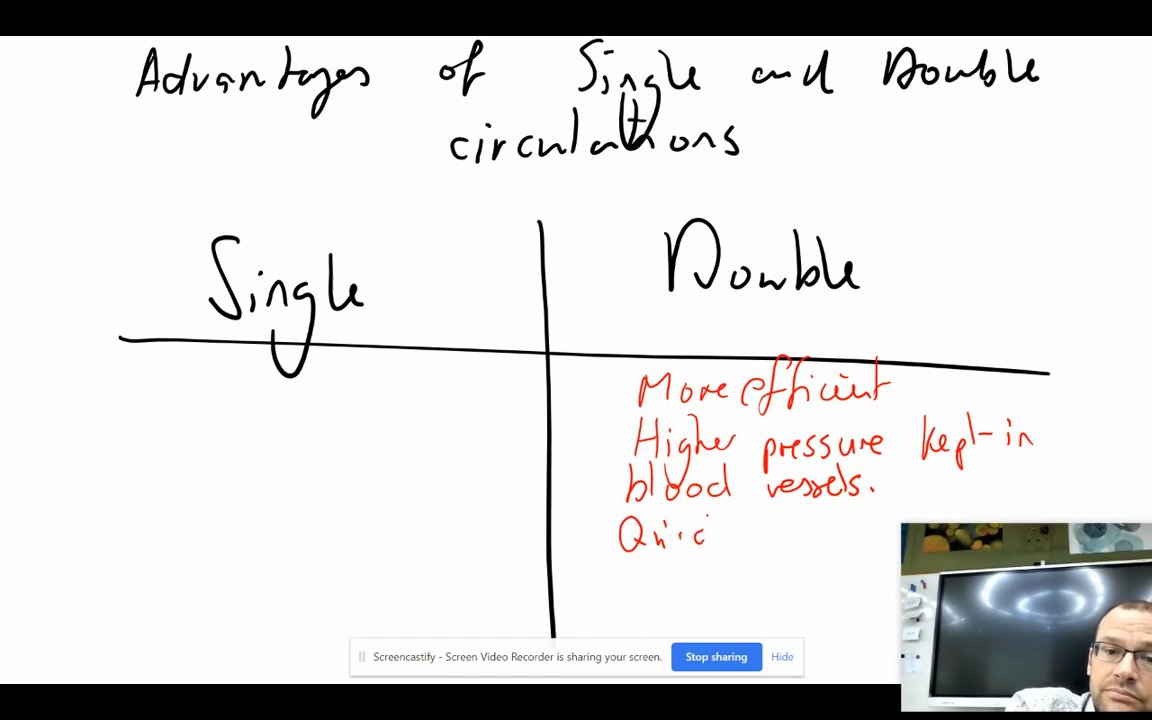 Advantages of Single and Double
circulations
Single
Double
More efficient
Higher pressure kept in
blood vessels.
Quic
Screencastify - Screen Video Recorder is sharing your screen.
Stop sharing
Hide